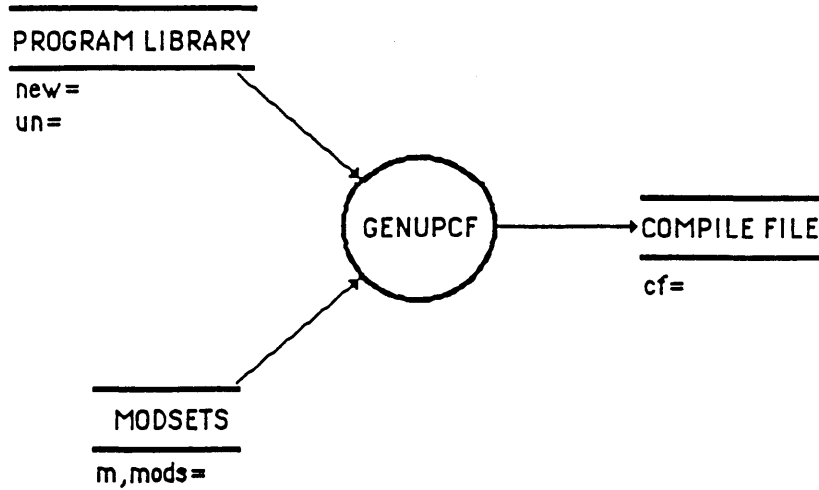 PROGRAM LIBRARY
new=
un=
GENUPCF
COMPILE FILE
cf=
MODSETS
m,mods=